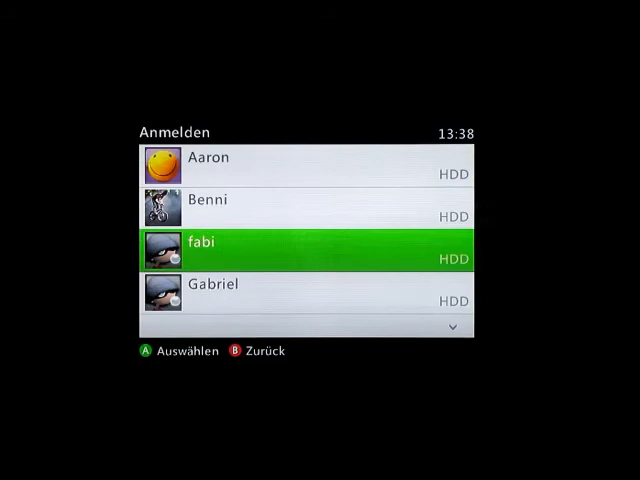 Anmelden 13:38
Aaron
HDD
Benni
HDD
fabi
HDD
Gabriel
HDD
A Auswählen B Zurück